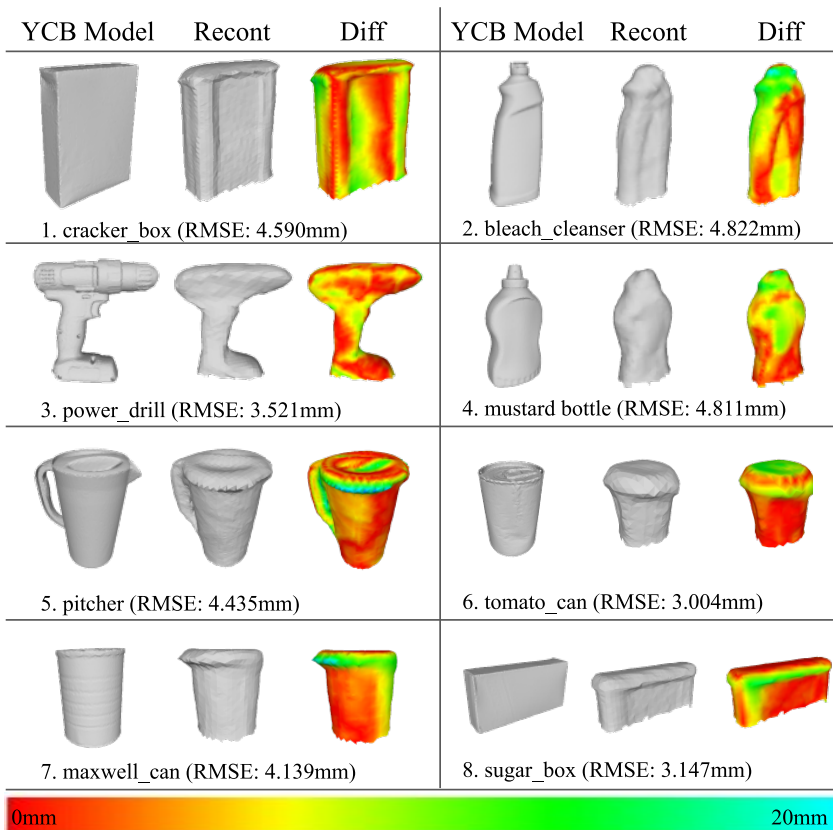 YCB Model Recont Diff YCB Model Recont Diff
1. cracker_box (RMSE: 4.590mm)
2. bleach_cleanser (RMSE: 4.822mm)
3. power_drill (RMSE: 3.521mm)
4. mustard bottle (RMSE: 4.811mm)
5. pitcher (RMSE: 4.435mm)
6. tomato_can (RMSE: 3.004mm)
7. maxwell_can (RMSE: 4.139mm)
8. sugar_box (RMSE: 3.147mm)
0mm 20mm